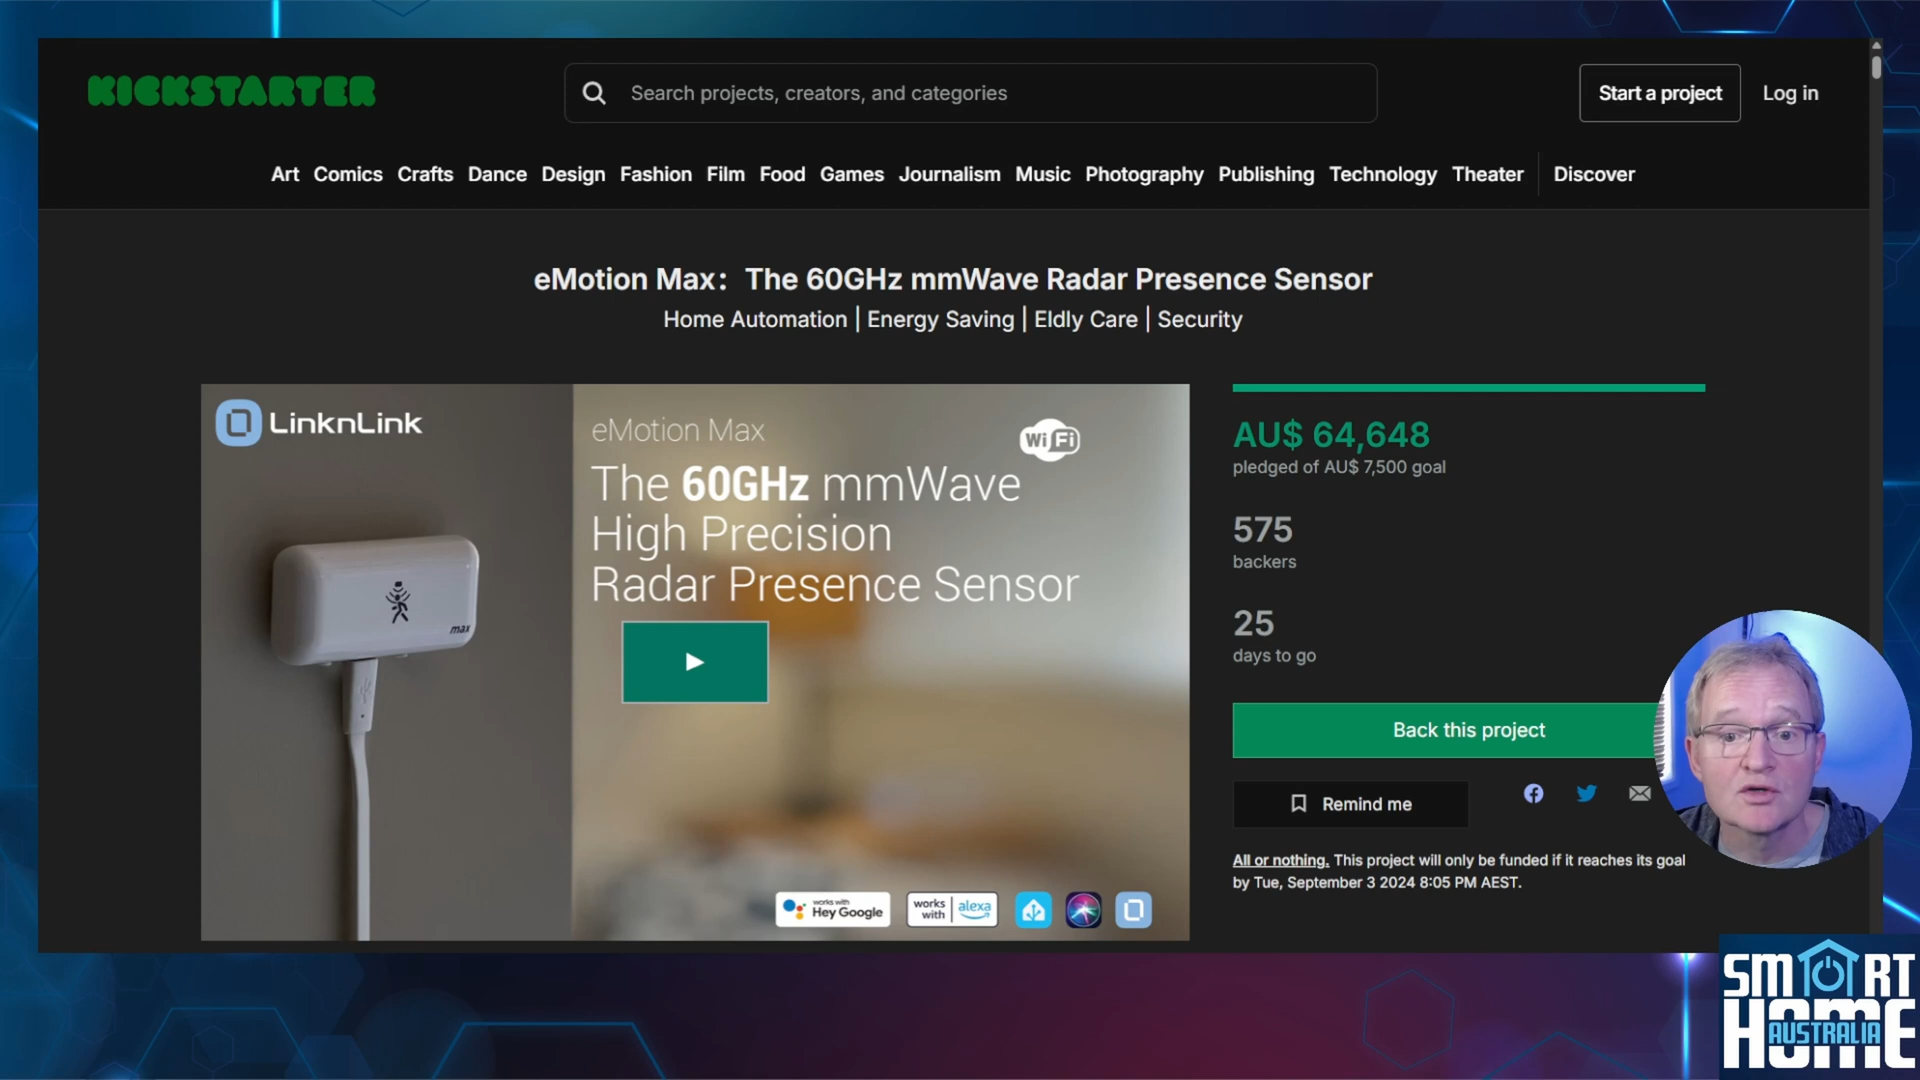 KICKSTARTER
Search projects, creators, and categories
Start a project
Log in
Art Comics Crafts Dance Design Fashion Film Food Games Journalism Music Photography Publishing Technology Theater Discover
eMotion Max： The 60GHz mmWave Radar Presence Sensor
Home Automation | Energy Saving | Eldly Care | Security
LinknLink
eMotion Max
WiFi
The 60GHz mmWave
High Precision
Radar Presence Sensor
max
works with
Hey Google
works with
alexa
AU$ 64,648
pledged of AU$ 7,500 goal
575
backers
25
days to go
Back this project
Remind me
All or nothing. This project will only be funded if it reaches its goal
by Tue, September 3 2024 8:05 PM AEST.
SMART
HOME
AUSTRALIA